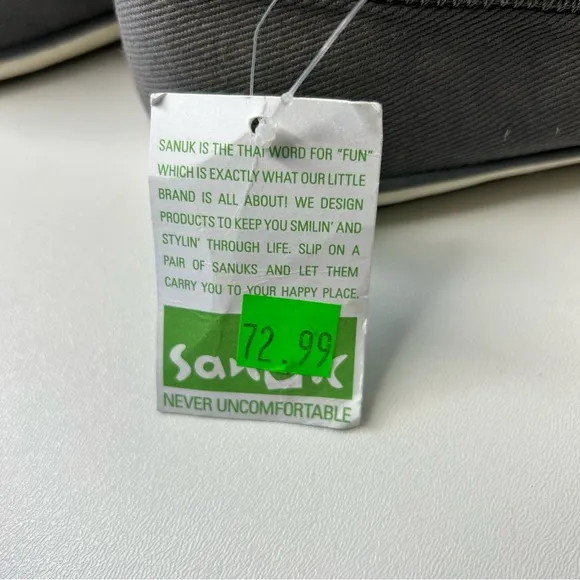 SANUK IS THE THAI WORD FOR "FUN"
WHICH IS EXACTLY WHAT OUR LITTLE
BRAND IS ALL ABOUT! WE DESIGN
PRODUCTS TO KEEP YOU SMILIN' AND
STYLIN' THROUGH LIFE. SLIP ON A
PAIR OF SANUKS AND LET THEM
CARRY YOU TO YOUR HAPPY PLACE.
72.99
sanuk
NEVER UNCOMFORTABLE